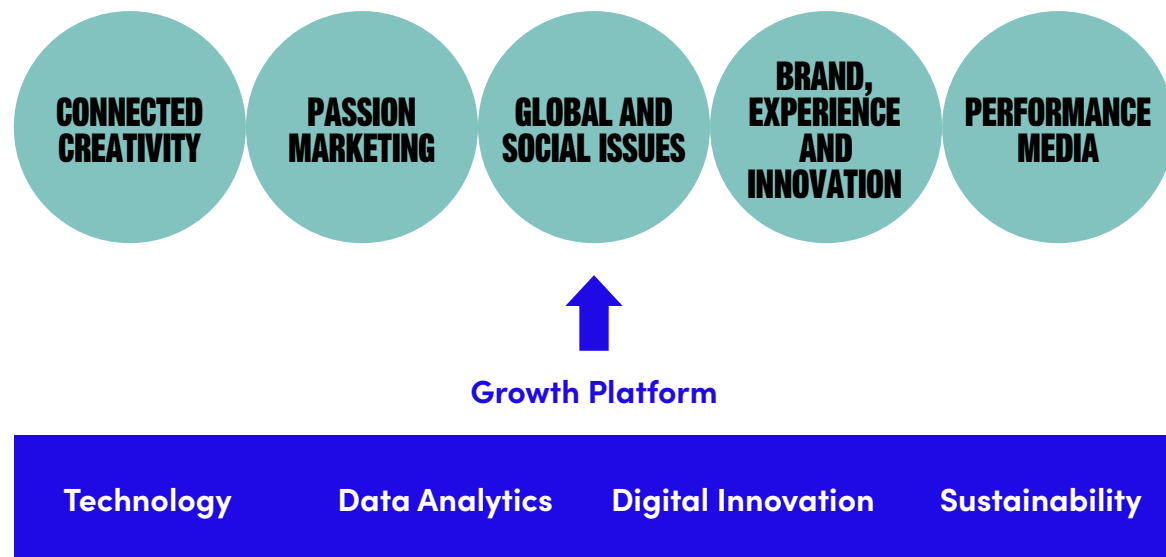 CONNECTED
CREATIVITY
PASSION
MARKETING
GLOBAL AND
SOCIAL ISSUES
BRAND,
EXPERIENCE
AND
INNOVATION
PERFORMANCE
MEDIA
Growth Platform
Technology
Data Analytics
Digital Innovation
Sustainability